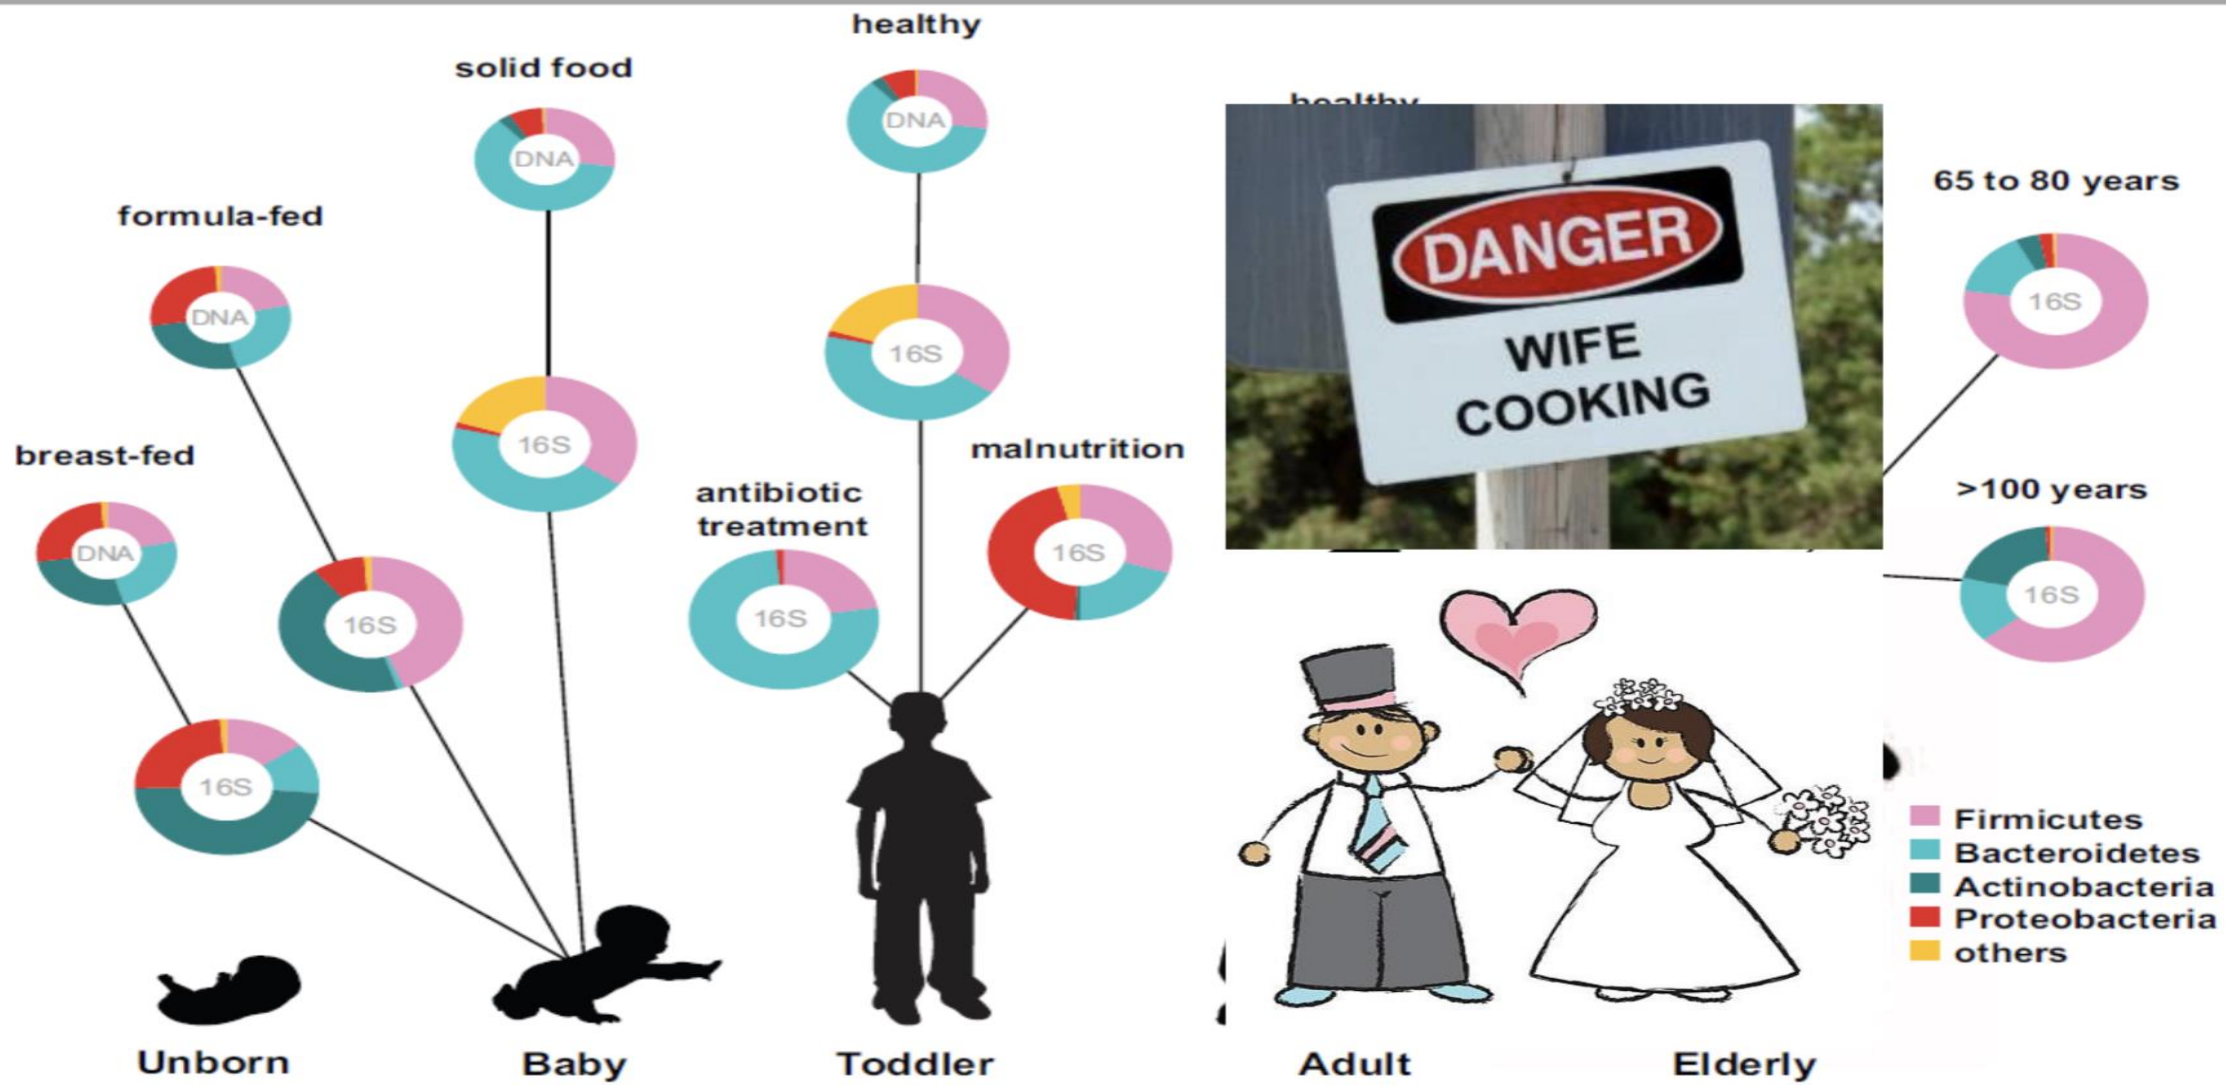 healthy
solid food
DNA
DNA
healthy
65 to 80 years
formula-fed
DANGER
DNA
16S
16S
WIFE
COOKING
breast-fed
16S
malnutrition
antibiotic
treatment
>100 years
DNA
16S
16S
16S
16S
16S
Firmicutes
Bacteroidetes
Actinobacteria
Proteobacteria
others
Unborn
Baby
Toddler
Adult
Elderly